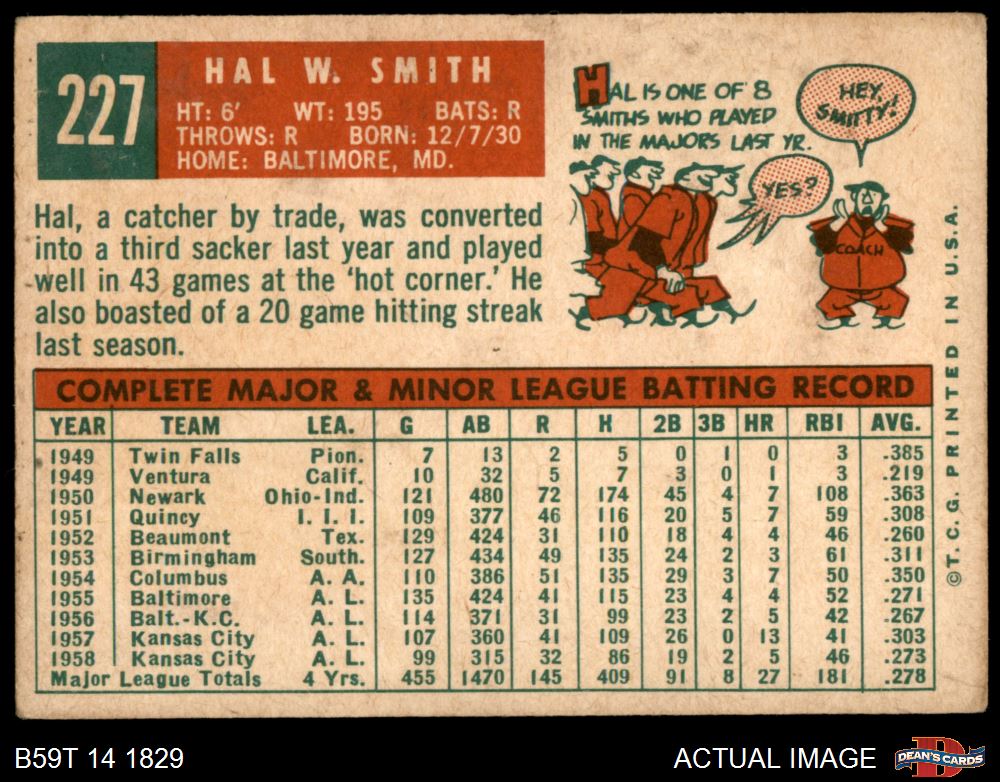 227
HAL W. SMITH
HT: 6' WT: 195 BATS: R
THROWS: R BORN: 12/7/30
HOME: BALTIMORE, MD.
HAL IS ONE OF 8
SMITHS WHO PLAYED
IN THE MAJORS LAST YR.
HEY, SMITTY!
YES?
COACH
Hal, a catcher by trade, was converted
into a third sacker last year and played
well in 43 games at the 'hot corner.' He
also boasted of a 20 game hitting streak
last season.
COMPLETE MAJOR & MINOR LEAGUE BATTING RECORD
YEAR TEAM LEA. G AB R H 2B 3B HR RBI AVG.
1949 Twin Falls Pion. 7 13 2 5 0 1 0 3 .385
1949 Ventura Calif. 10 32 5 7 3 0 1 3 .219
1950 Newark Ohio-Ind. 121 480 72 174 45 4 7 108 .363
1951 Quincy I. I. I. 109 377 46 116 20 5 7 59 .308
1952 Beaumont Tex. 129 424 31 110 18 4 4 46 .260
1953 Birmingham South. 127 434 49 135 24 2 3 61 .311
1954 Columbus A. A. 110 386 51 135 29 3 7 50 .350
1955 Baltimore A. L. 135 424 41 115 23 4 4 52 .271
1956 Balt.-K.C. A. L. 114 371 31 99 23 2 5 42 .267
1957 Kansas City A. L. 107 360 41 109 26 0 13 41 .303
1958 Kansas City A. L. 99 315 32 86 19 2 5 46 .273
Major League Totals 4 Yrs. 455 1470 145 409 91 8 27 181 .278
©T. C. G. PRINTED IN U.S.A.
B59T 14 1829
ACTUAL IMAGE
D
DEAN'S CARDS